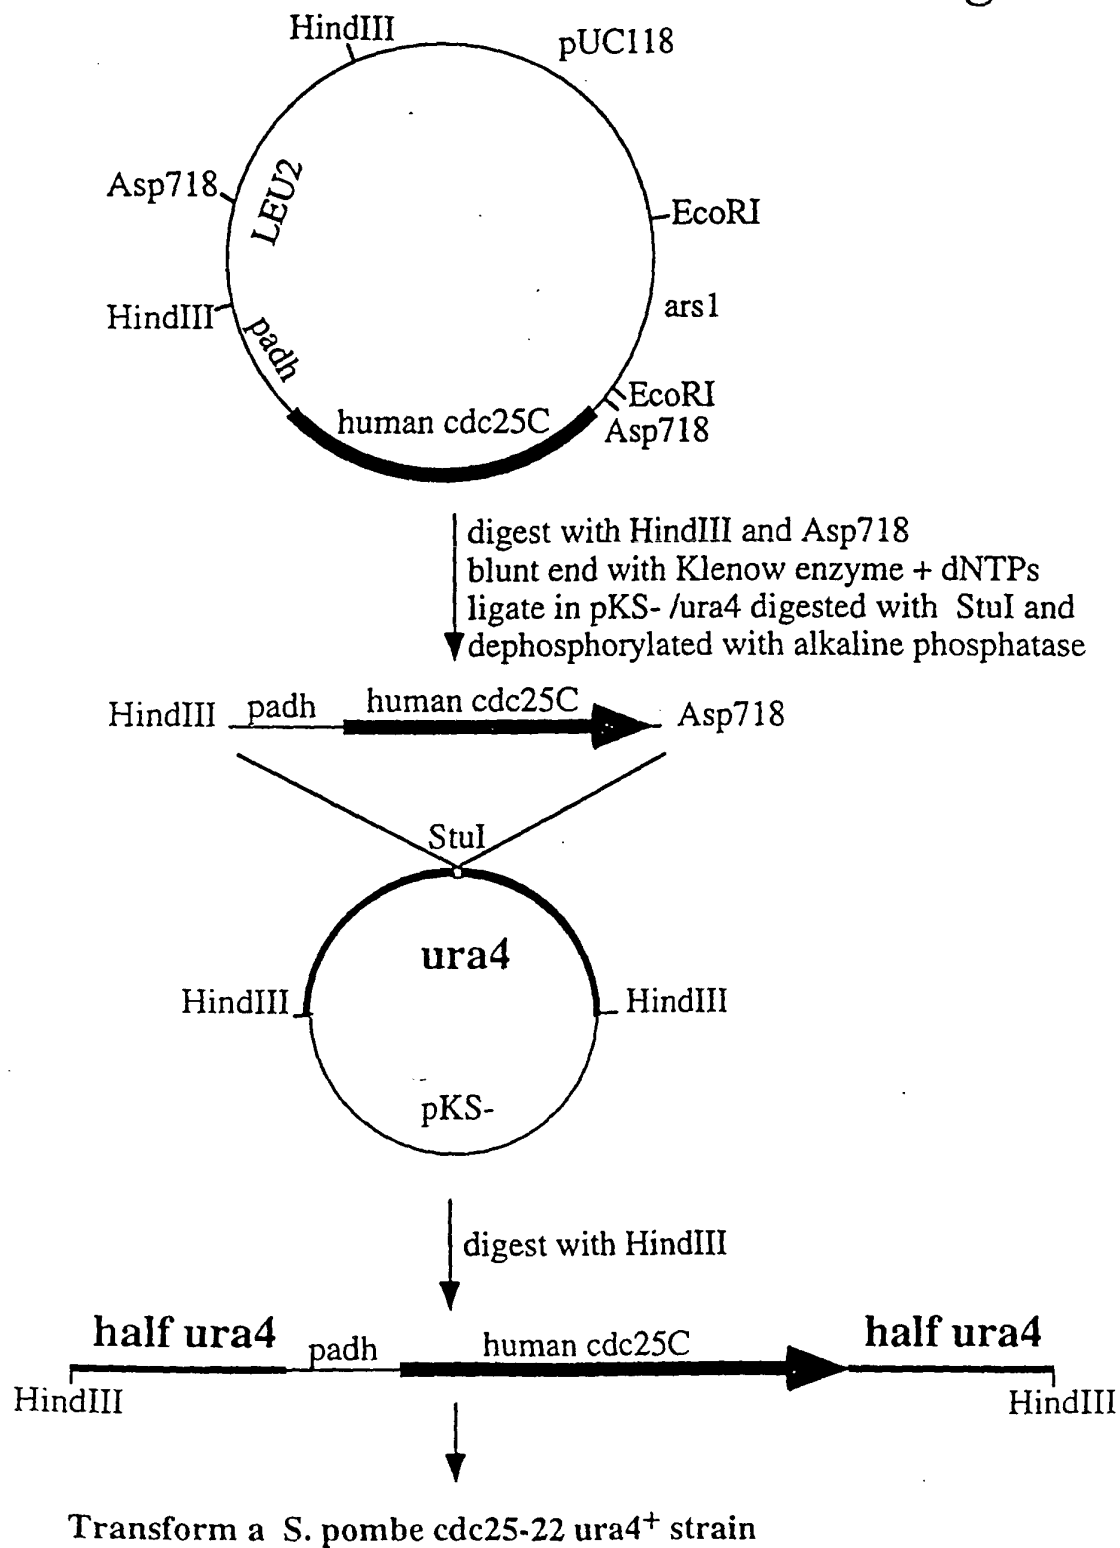 HindIII
pUC118
Asp718
LEU2
EcoRI
HindIII
ars1
padh
EcoRI
human cdc25C
Asp718
digest with HindIII and Asp718
blunt end with Klenow enzyme + dNTPs
ligate in pKS- /ura4 digested with StuI and
dephosphorylated with alkaline phosphatase
HindIII padh human cdc25C Asp718
StuI
ura4
HindIII HindIII
pKS-
digest with HindIII
half ura4 padh human cdc25C half ura4
HindIII HindIII
Transform a S. pombe cdc25-22 ura4+ strain